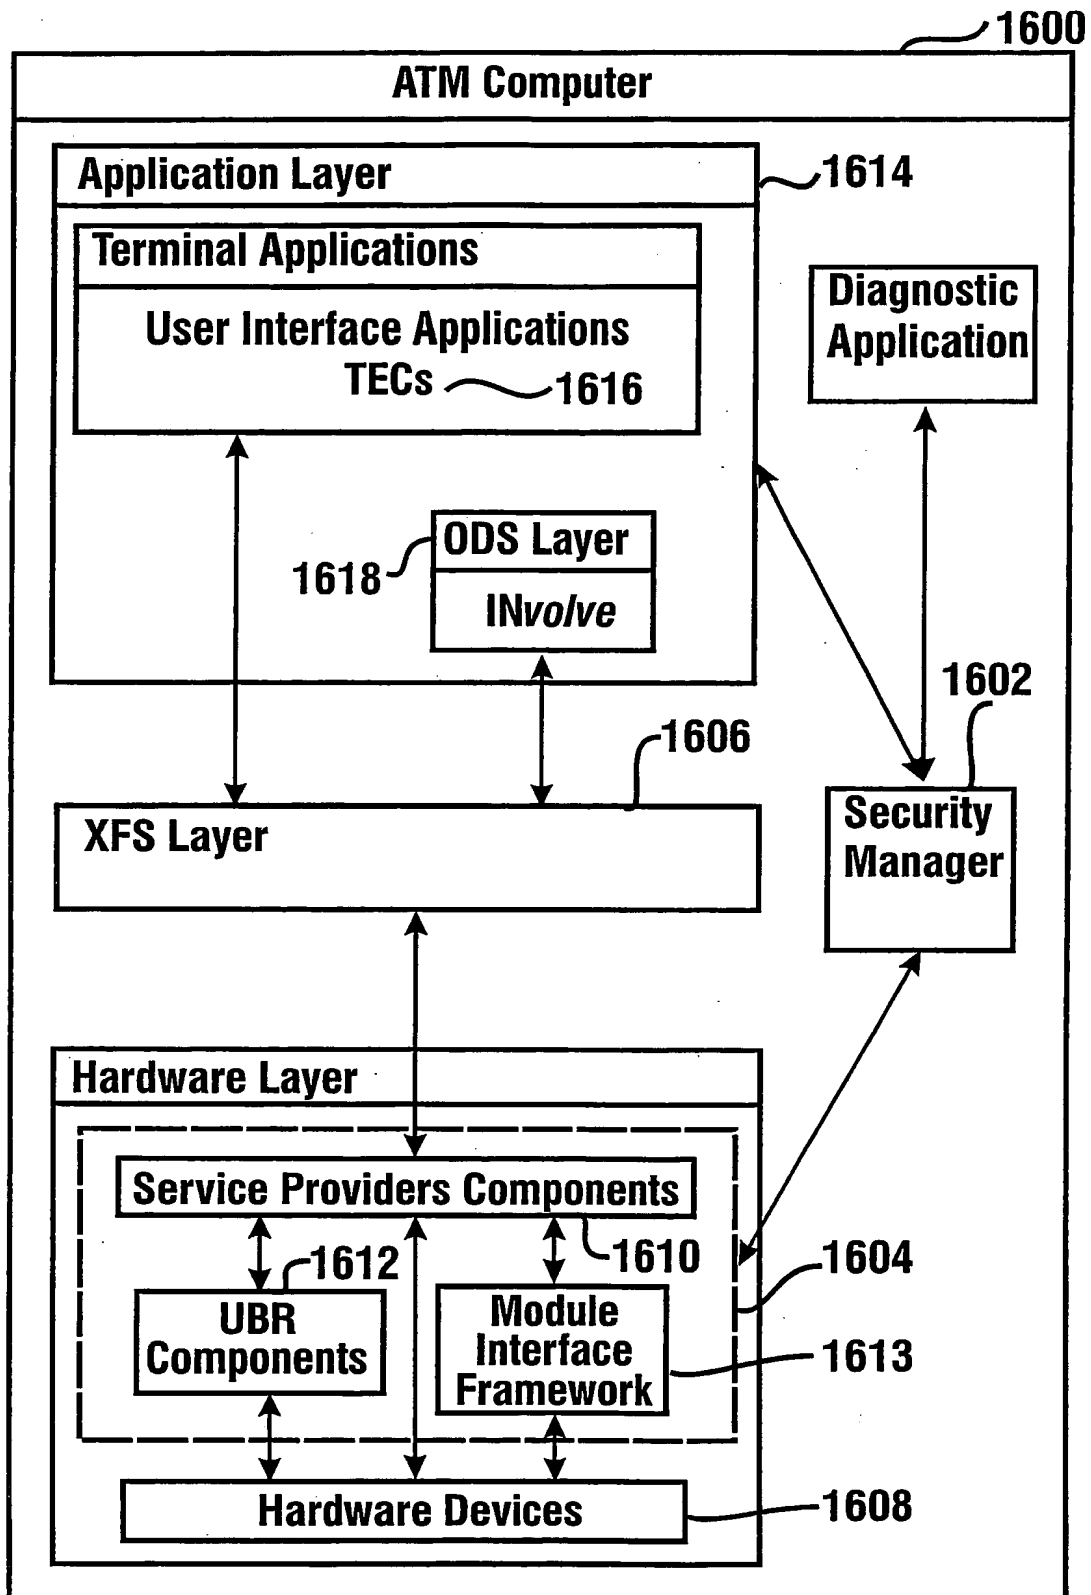 1600
ATM Computer
Application Layer
1614
Terminal Applications
User Interface Applications
TECs
1616
Diagnostic
Application
ODS Layer
1618
INvolve
1602
1606
XFS Layer
Security
Manager
Hardware Layer
Service Providers Components
1612
1610
1604
UBR
Components
Module
Interface
Framework
1613
Hardware Devices
1608